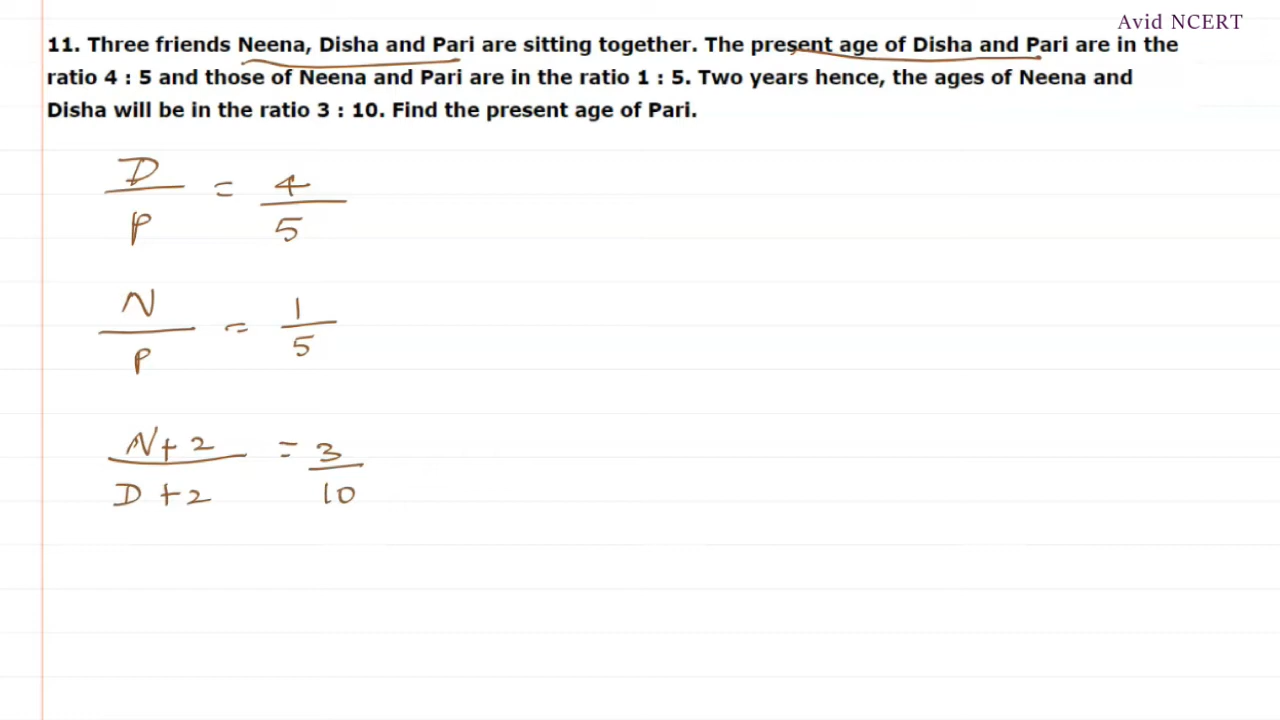 Avid NCERT
11. Three friends Neena, Disha and Pari are sitting together. The present age of Disha and Pari are in the
ratio 4 : 5 and those of Neena and Pari are in the ratio 1 : 5. Two years hence, the ages of Neena and
Disha will be in the ratio 3 : 10. Find the present age of Pari.
D
P
=
4
5
N
P
=
1
5
N+2
D+2
=
3
10